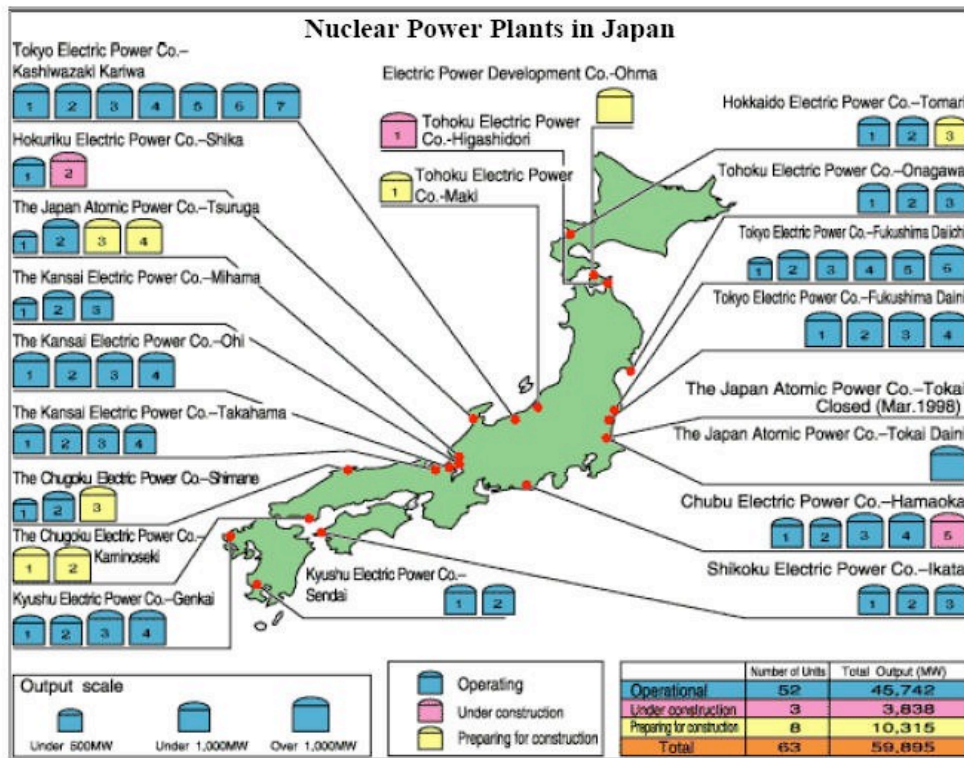 Nuclear Power Plants in Japan
Tokyo Electric Power Co.–
Kashiwazaki Kariwa
1 2 3 4 5 6 7
Hokuriku Electric Power Co.–Shika
1 2
The Japan Atomic Power Co.–Tsuruga
1 2 3 4
The Kansai Electric Power Co.–Mihama
1 2 3
The Kansai Electric Power Co.–Ohi
1 2 3 4
The Kansai Electric Power Co.–Takahama
1 2 3 4
The Chugoku Electric Power Co.–Shimane
1 2 3
The Chugoku Electric Power Co.–
Kaminoseki
1 2
Kyushu Electric Power Co.–Genkai
1 2 3 4
Electric Power Development Co.–Ohma
1 Tohoku Electric Power
Co.-Higashidori
1 Tohoku Electric Power
Co.–Maki
Hokkaido Electric Power Co.–Tomari
1 2 3
Tohoku Electric Power Co.–Onagawa
1 2 3
Tokyo Electric Power Co.–Fukushima Daiichi
1 2 3 4 5 6
Tokyo Electric Power Co.–Fukushima Daini
1 2 3 4
The Japan Atomic Power Co.–Tokai
Closed (Mar.1998)
The Japan Atomic Power Co.–Tokai Daini
Chubu Electric Power Co.–Hamaoka
1 2 3 4 5
Shikoku Electric Power Co.–Ikata
1 2 3
Kyushu Electric Power Co.–
Sendai
1 2
Output scale
Under 500MW Under 1,000MW Over 1,000MW
Operating
Under construction
Preparing for construction
Number of Units Total Output (MW)
Operational 52 45,742
Under construction 3 3,838
Preparing for construction 8 10,315
Total 63 59,895